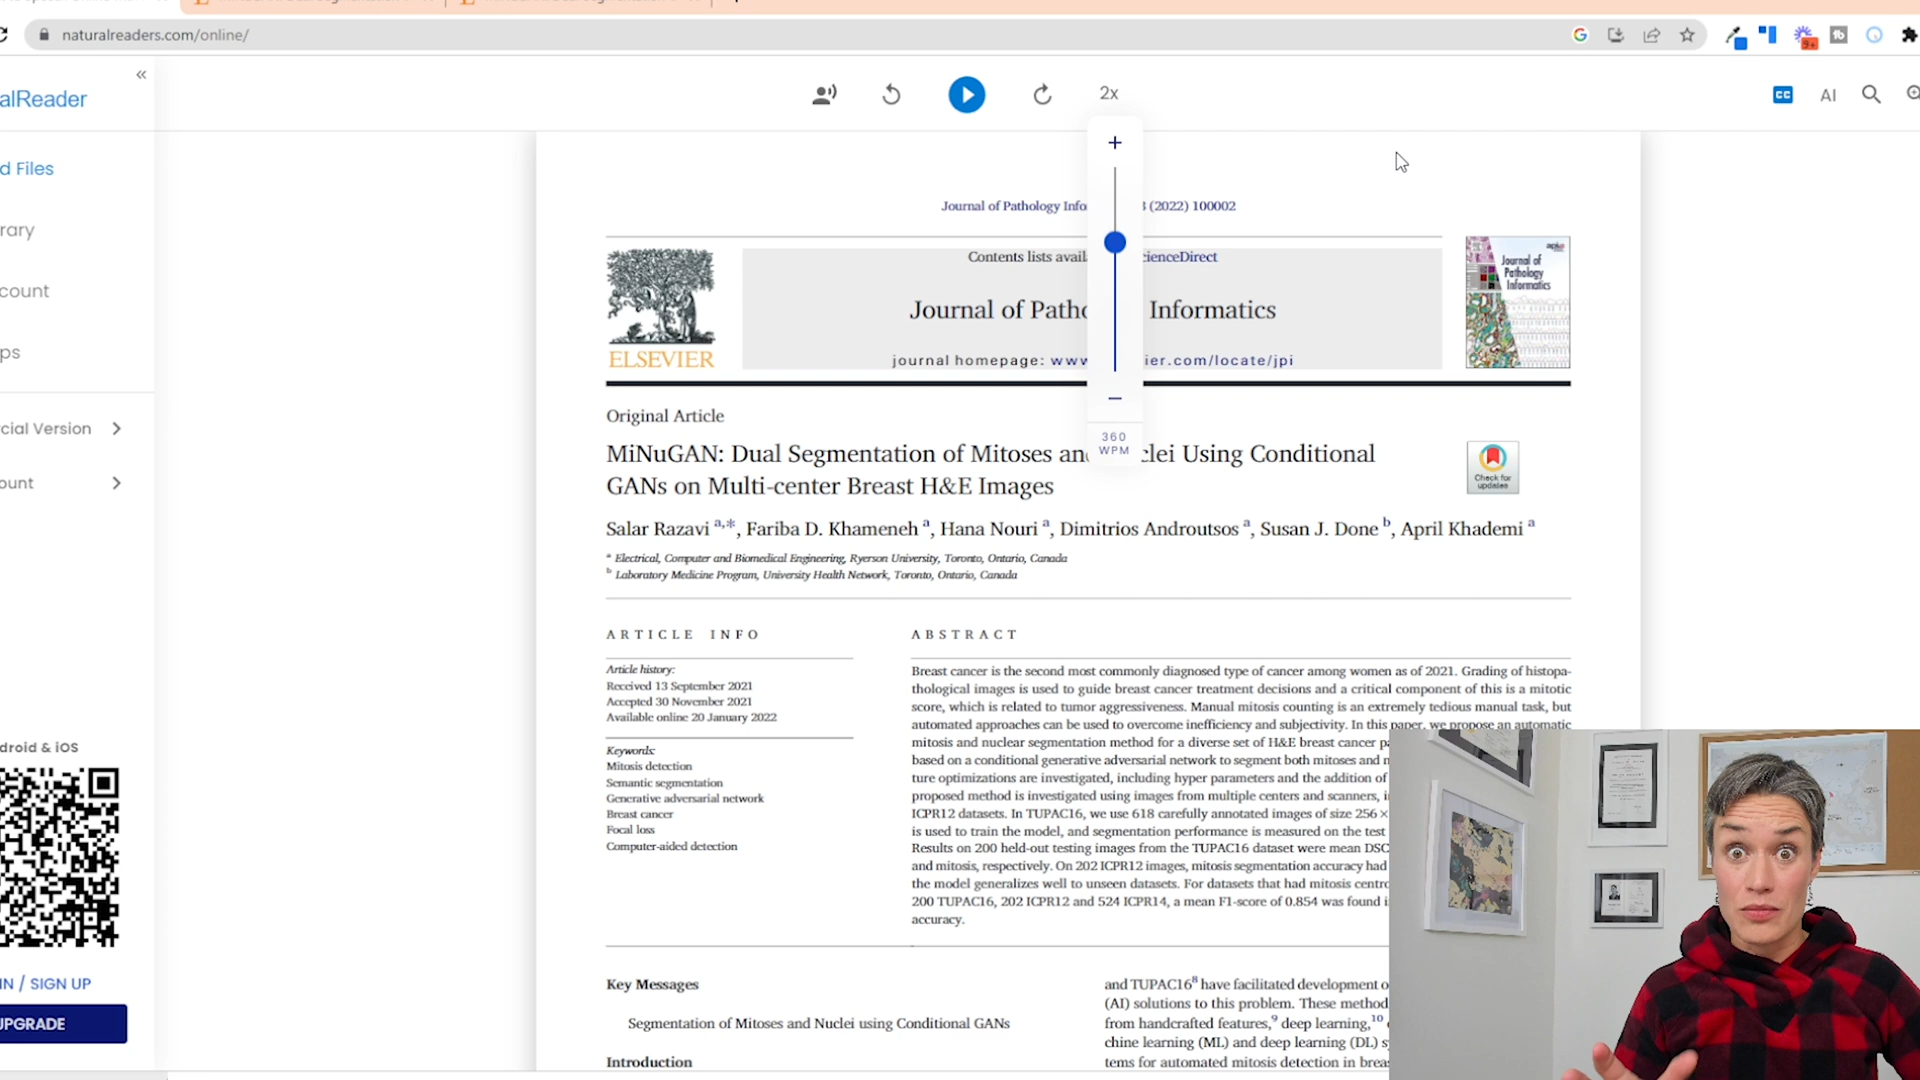 naturalreaders.com/online/
9+
«
alReader
2x
CC
AI
d Files
rary
count
ps
cial Version
ount
droid & iOS
IN / SIGN UP
UPGRADE
+
−
360
WPM
Journal of Pathology Info
(2022) 100002
Contents lists avail
cienceDirect
Journal of Path
Informatics
journal homepage: www
ier.com/locate/jpi
ELSEVIER
Journal of
Pathology
Informatics
Original Article
Check for
updates
MiNuGAN: Dual Segmentation of Mitoses an
clei Using Conditional
GANs on Multi-center Breast H&E Images
Salar Razavi a,*, Fariba D. Khameneh a, Hana Nouri a, Dimitrios Androutsos a, Susan J. Done b, April Khademi a
a Electrical, Computer and Biomedical Engineering, Ryerson University, Toronto, Ontario, Canada
b Laboratory Medicine Program, University Health Network, Toronto, Ontario, Canada
ARTICLE INFO
Article history:
Received 13 September 2021
Accepted 30 November 2021
Available online 20 January 2022
Keywords:
Mitosis detection
Semantic segmentation
Generative adversarial network
Breast cancer
Focal loss
Computer-aided detection
ABSTRACT
Breast cancer is the second most commonly diagnosed type of cancer among women as of 2021. Grading of histopa-
thological images is used to guide breast cancer treatment decisions and a critical component of this is a mitotic
score, which is related to tumor aggressiveness. Manual mitosis counting is an extremely tedious manual task, but
automated approaches can be used to overcome inefficiency and subjectivity. In this paper, we propose an automatic
mitosis and nuclear segmentation method for a diverse set of H&E breast cancer p
based on a conditional generative adversarial network to segment both mitoses and n
ture optimizations are investigated, including hyper parameters and the addition of
proposed method is investigated using images from multiple centers and scanners, i
ICPR12 datasets. In TUPAC16, we use 618 carefully annotated images of size 256 ×
is used to train the model, and segmentation performance is measured on the test
Results on 200 held-out testing images from the TUPAC16 dataset were mean DSC
and mitosis, respectively. On 202 ICPR12 images, mitosis segmentation accuracy had
the model generalizes well to unseen datasets. For datasets that had mitosis centro
200 TUPAC16, 202 ICPR12 and 524 ICPR14, a mean F1-score of 0.854 was found i
accuracy.
Key Messages
Segmentation of Mitoses and Nuclei using Conditional GANs
Introduction
and TUPAC16⁸ have facilitated development o
(AI) solutions to this problem. These method
from handcrafted features,⁹ deep learning,¹⁰
chine learning (ML) and deep learning (DL) s
tems for automated mitosis detection in brea